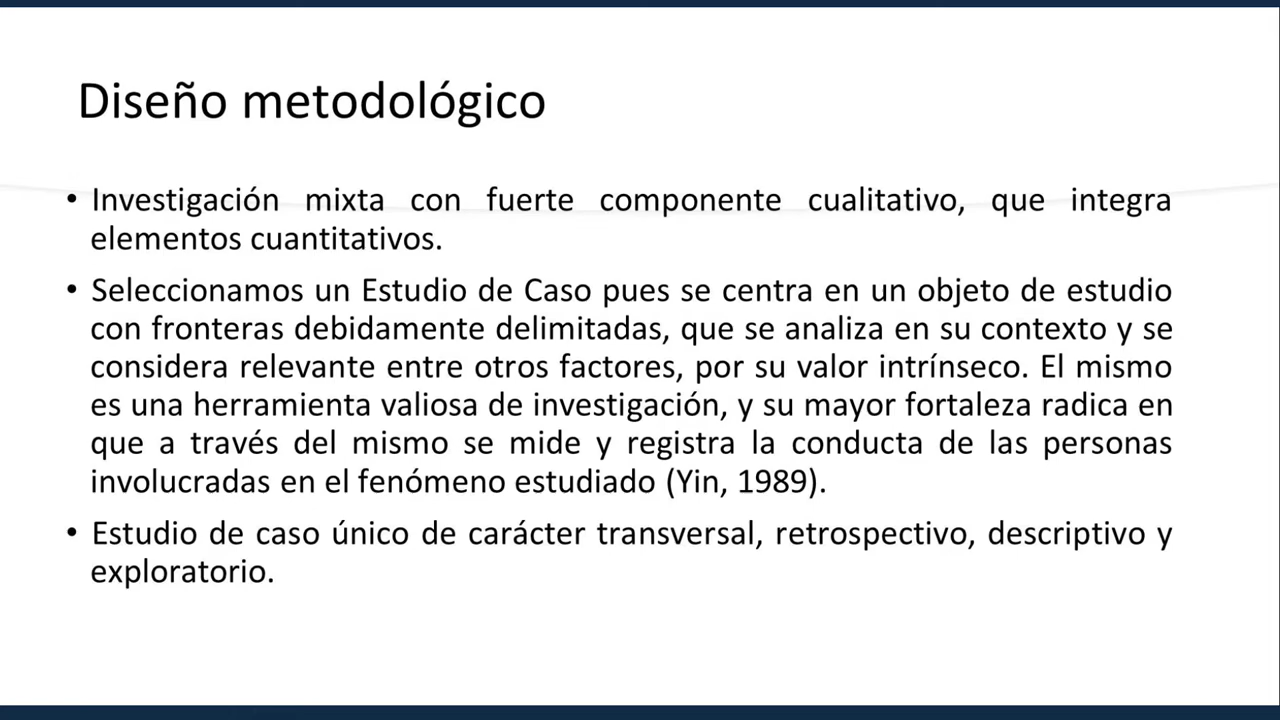 Diseño metodológico
• Investigación mixta con fuerte componente cualitativo, que integra
elementos cuantitativos.
• Seleccionamos un Estudio de Caso pues se centra en un objeto de estudio
con fronteras debidamente delimitadas, que se analiza en su contexto y se
considera relevante entre otros factores, por su valor intrínseco. El mismo
es una herramienta valiosa de investigación, y su mayor fortaleza radica en
que a través del mismo se mide y registra la conducta de las personas
involucradas en el fenómeno estudiado (Yin, 1989).
• Estudio de caso único de carácter transversal, retrospectivo, descriptivo y
exploratorio.